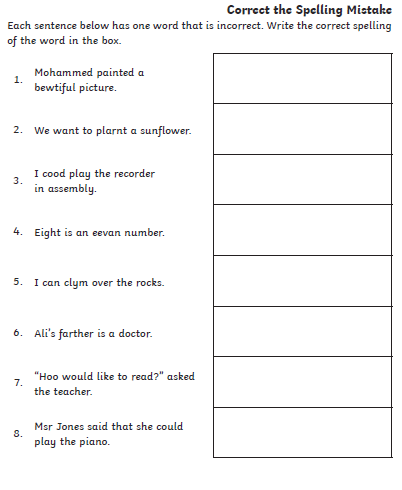 Correct the Spelling Mistake
Each sentence below has one word that is incorrect. Write the correct spelling
of the word in the box.
1. Mohammed painted a
bewtiful picture.
2. We want to plarnt a sunflower.
3. I cood play the recorder
in assembly.
4. Eight is an eevan number.
5. I can clym over the rocks.
6. Ali's farther is a doctor.
7. "Hoo would like to read?" asked
the teacher.
8. Msr Jones said that she could
play the piano.